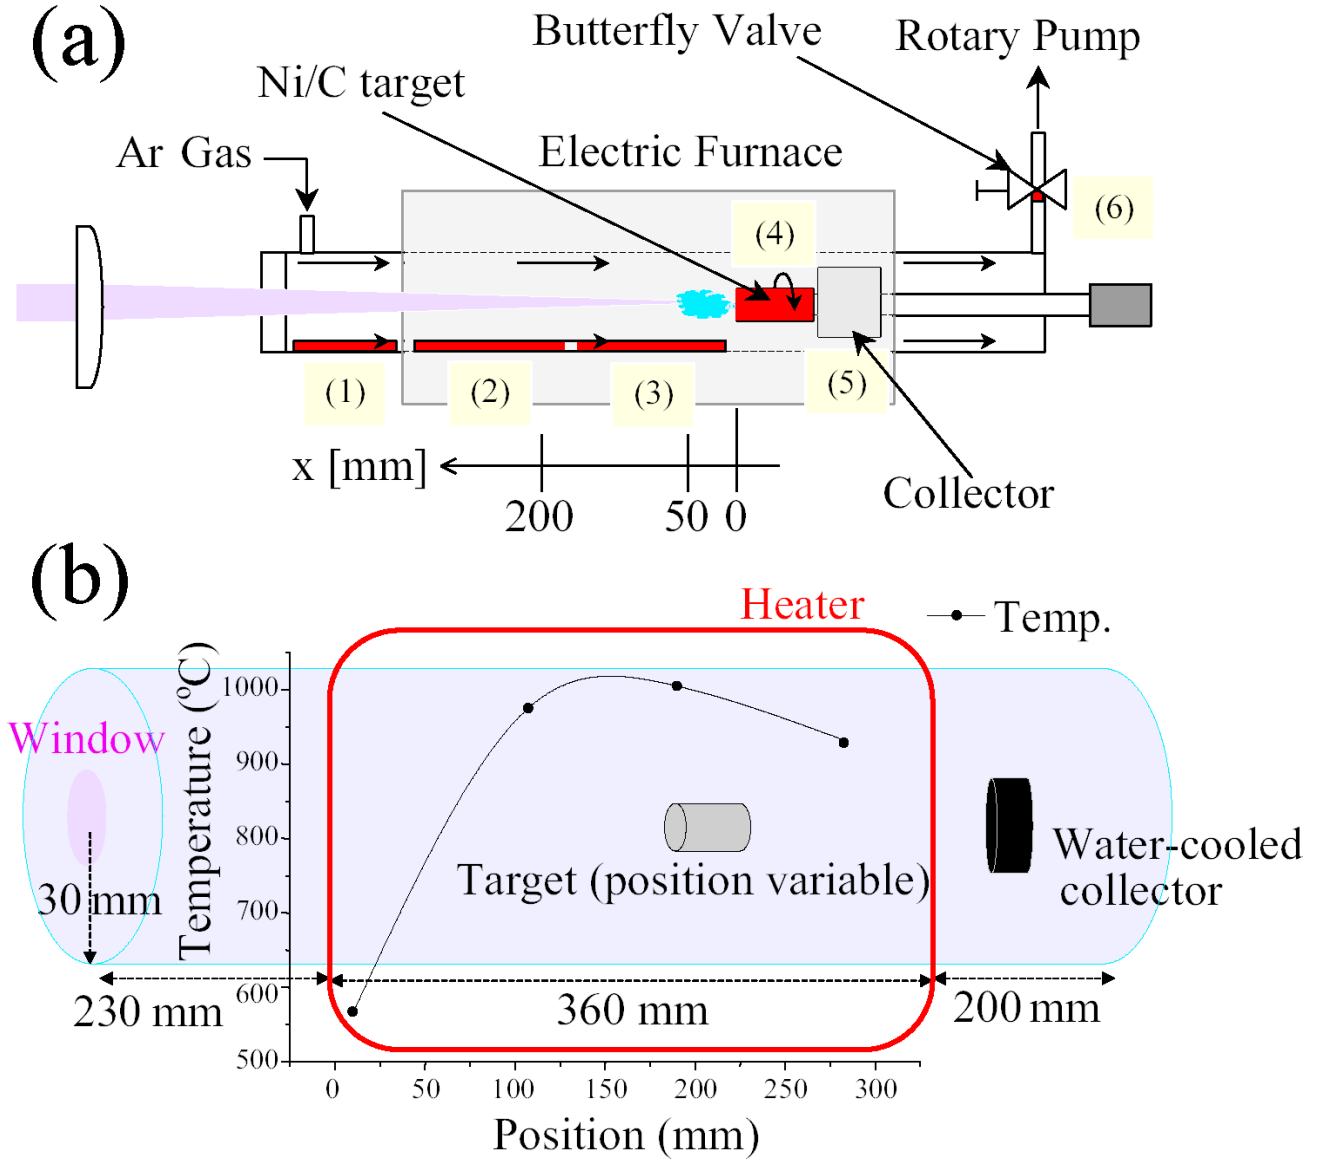 (a)
Butterfly Valve
Rotary Pump
Ni/C target
Ar Gas
Electric Furnace
(4)
(6)
(1)
(2)
(3)
(5)
x [mm]
200
50
0
Collector
(b)
Heater
Temp.
Window
Temperature (ºC)
1000
900
800
700
600
500
Target (position variable)
Water-cooled
collector
30 mm
230 mm
360 mm
200 mm
0
50
100
150
200
250
300
Position (mm)